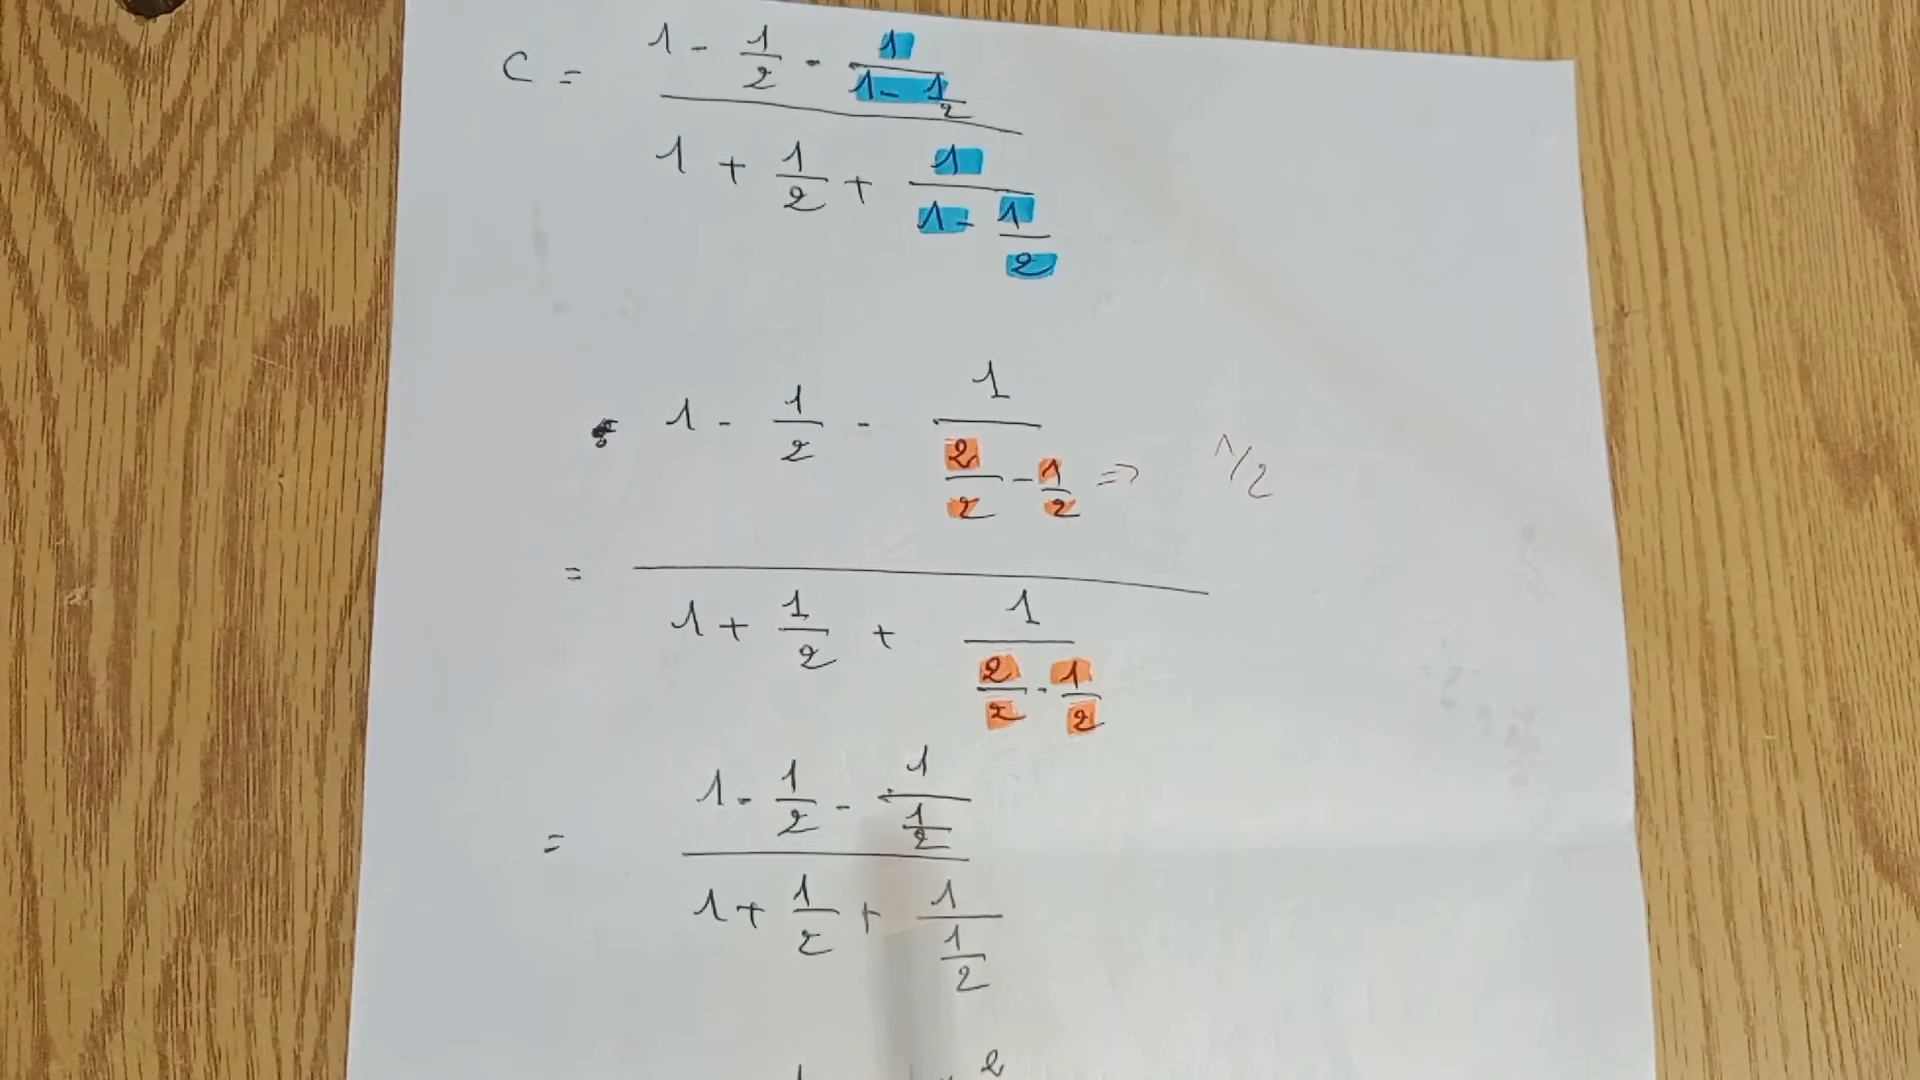 C = (1 - 1/2 - 1/(1 - 1/2)) / (1 + 1/2 + 1/(1 - 1/2))
= (1 - 1/2 - 1/(2/2 - 1/2)) / (1 + 1/2 + 1/(2/2 - 1/2))
⇒ 1/2
= (1 - 1/2 - 1/(1/2)) / (1 + 1/2 + 1/(1/2))
2